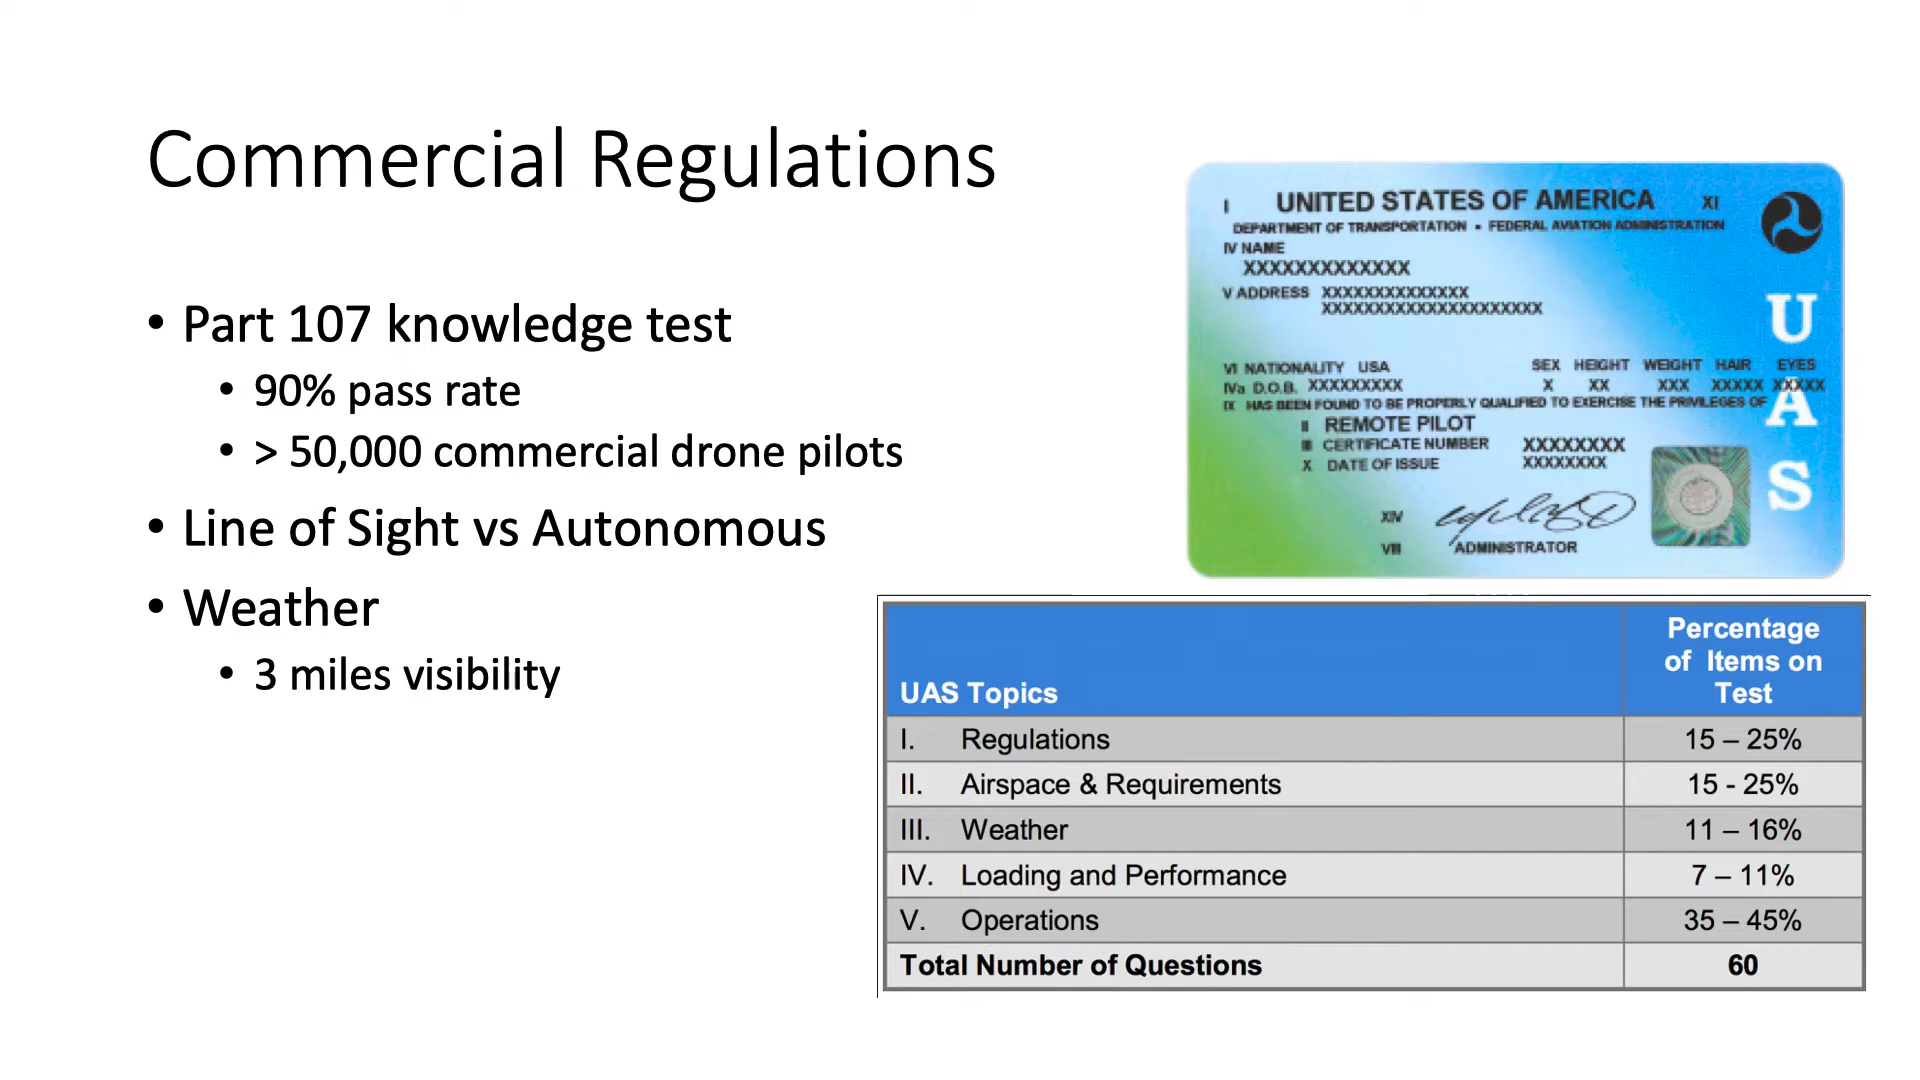 Commercial Regulations
• Part 107 knowledge test
• 90% pass rate
• > 50,000 commercial drone pilots
• Line of Sight vs Autonomous
• Weather
• 3 miles visibility
I UNITED STATES OF AMERICA XI
DEPARTMENT OF TRANSPORTATION • FEDERAL AVIATION ADMINISTRATION
IV NAME
XXXXXXXXXXXXX
V ADDRESS XXXXXXXXXXXXXX
XXXXXXXXXXXXXXXXXXXXX
VI NATIONALITY USA SEX HEIGHT WEIGHT HAIR EYES
IVa D.O.B. XXXXXXXXX X XX XXX XXXXX XXXXX
IX HAS BEEN FOUND TO BE PROPERLY QUALIFIED TO EXERCISE THE PRIVILEGES OF
II REMOTE PILOT
III CERTIFICATE NUMBER XXXXXXXX
X DATE OF ISSUE XXXXXXXX
XIV
VIII ADMINISTRATOR
U
A
S
UAS Topics Percentage
of Items on
Test
I. Regulations 15 – 25%
II. Airspace & Requirements 15 - 25%
III. Weather 11 – 16%
IV. Loading and Performance 7 – 11%
V. Operations 35 – 45%
Total Number of Questions 60